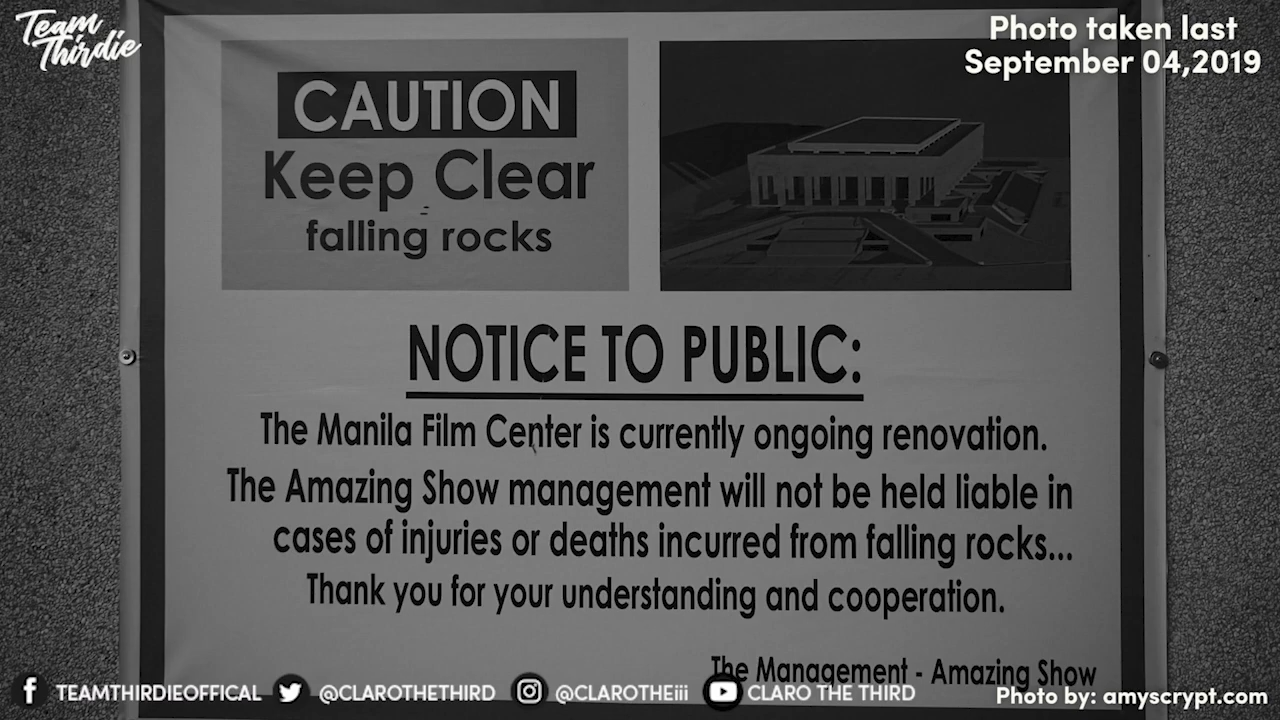 Team
Thirdie
Photo taken last
September 04,2019
CAUTION
Keep Clear
falling rocks
NOTICE TO PUBLIC:
The Manila Film Center is currently ongoing renovation.
The Amazing Show management will not be held liable in
cases of injuries or deaths incurred from falling rocks...
Thank you for your understanding and cooperation.
The Management - Amazing Show
TEAMTHIRDIEOFFICAL
@CLAROTHETHIRD
@CLAROTHEiii
CLARO THE THIRD
Photo by: amyscrypt.com